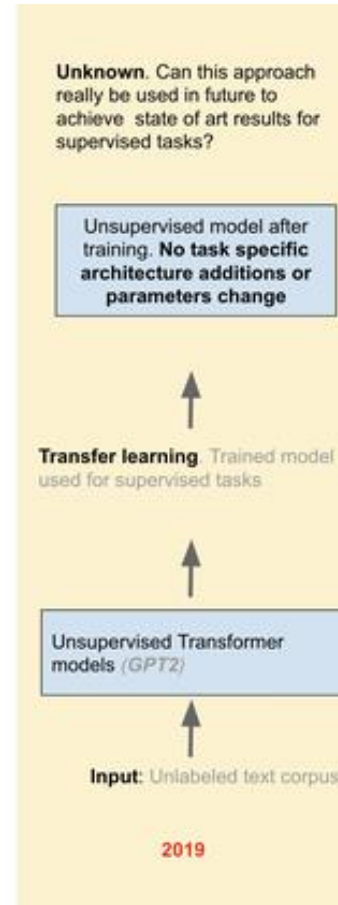 Unknown. Can this approach
really be used in future to
achieve state of art results for
supervised tasks?
Unsupervised model after
training. No task specific
architecture additions or
parameters change
Transfer learning. Trained model
used for supervised tasks
Unsupervised Transformer
models (GPT2)
Input: Unlabeled text corpus
2019